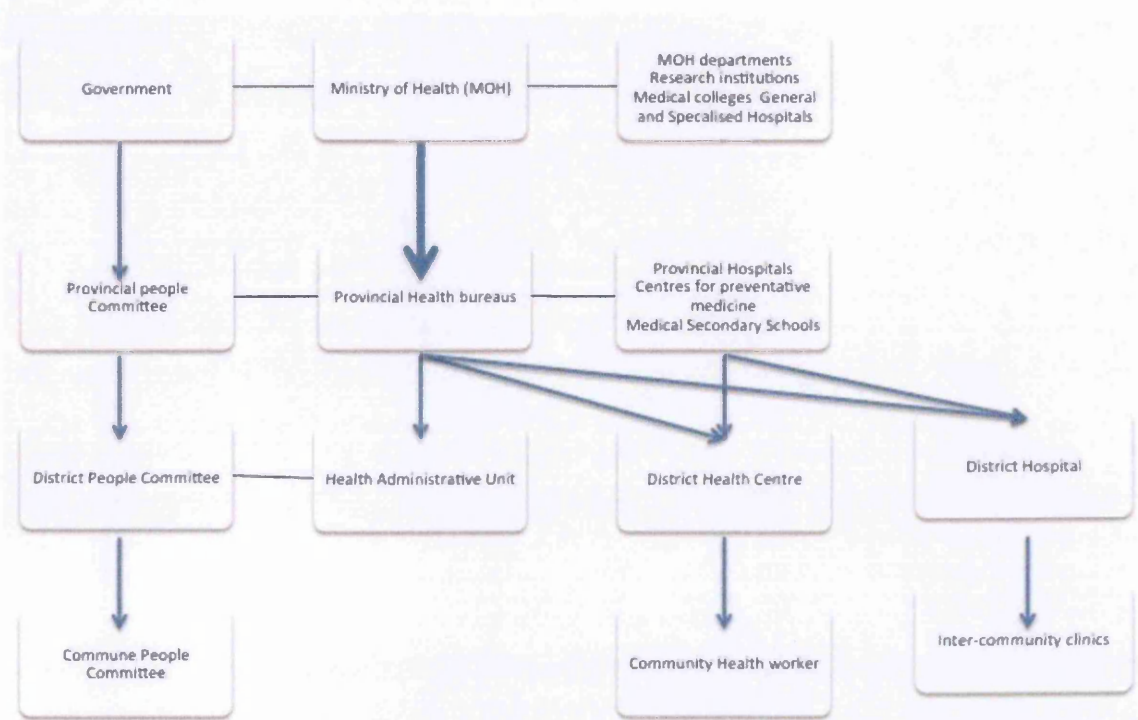 Government
Ministry of Health (MOH)
MOH departments
Research institutions
Medical colleges General
and Specalised Hospitals
Provincial people
Committee
Provincial Health bureaus
Provincial Hospitals
Centres for preventative
medicine
Medical Secondary Schools
District People Committee
Health Administrative Unit
District Health Centre
District Hospital
Commune People
Committee
Community Health worker
Inter-community clinics